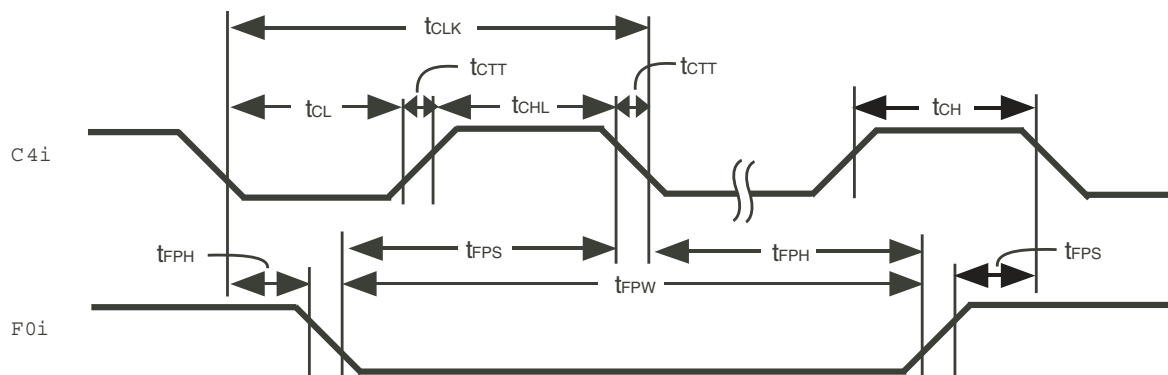 tCLK
tCTT
tCTT
tCL
tCHL
tCH
C4i
tFPH
tFPS
tFPH
tFPS
tFPW
F0i